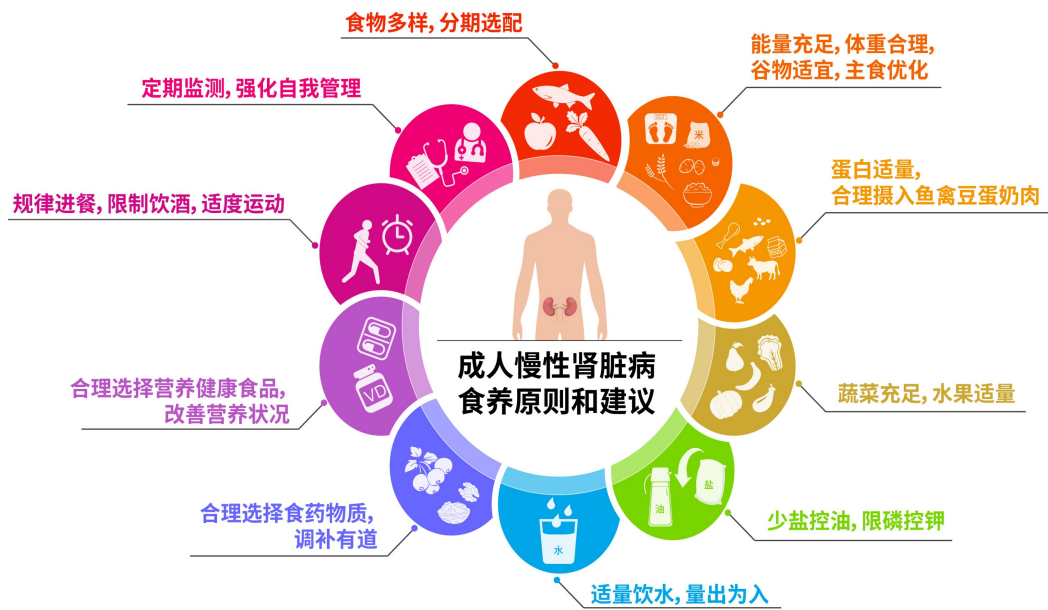 食物多样, 分期选配
能量充足, 体重合理,
谷物适宜, 主食优化
米
蛋白适量,
合理摄入鱼禽豆蛋奶肉
蔬菜充足, 水果适量
油
盐
少盐控油, 限磷控钾
水
适量饮水, 量出为入
合理选择食药物质,
调补有道
VD
合理选择营养健康食品,
改善营养状况
规律进餐, 限制饮酒, 适度运动
定期监测, 强化自我管理
成人慢性肾脏病
食养原则和建议